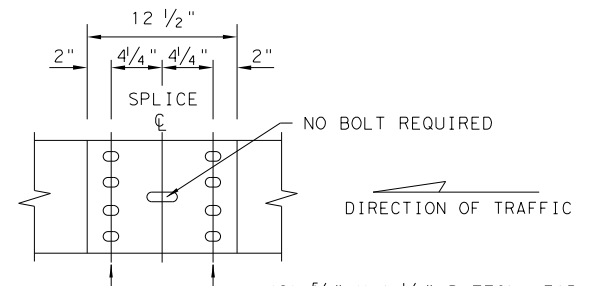 12 1/2"
2" 4 1/4" 4 1/4" 2"
SPLICE
℄
NO BOLT REQUIRED
DIRECTION OF TRAFFIC